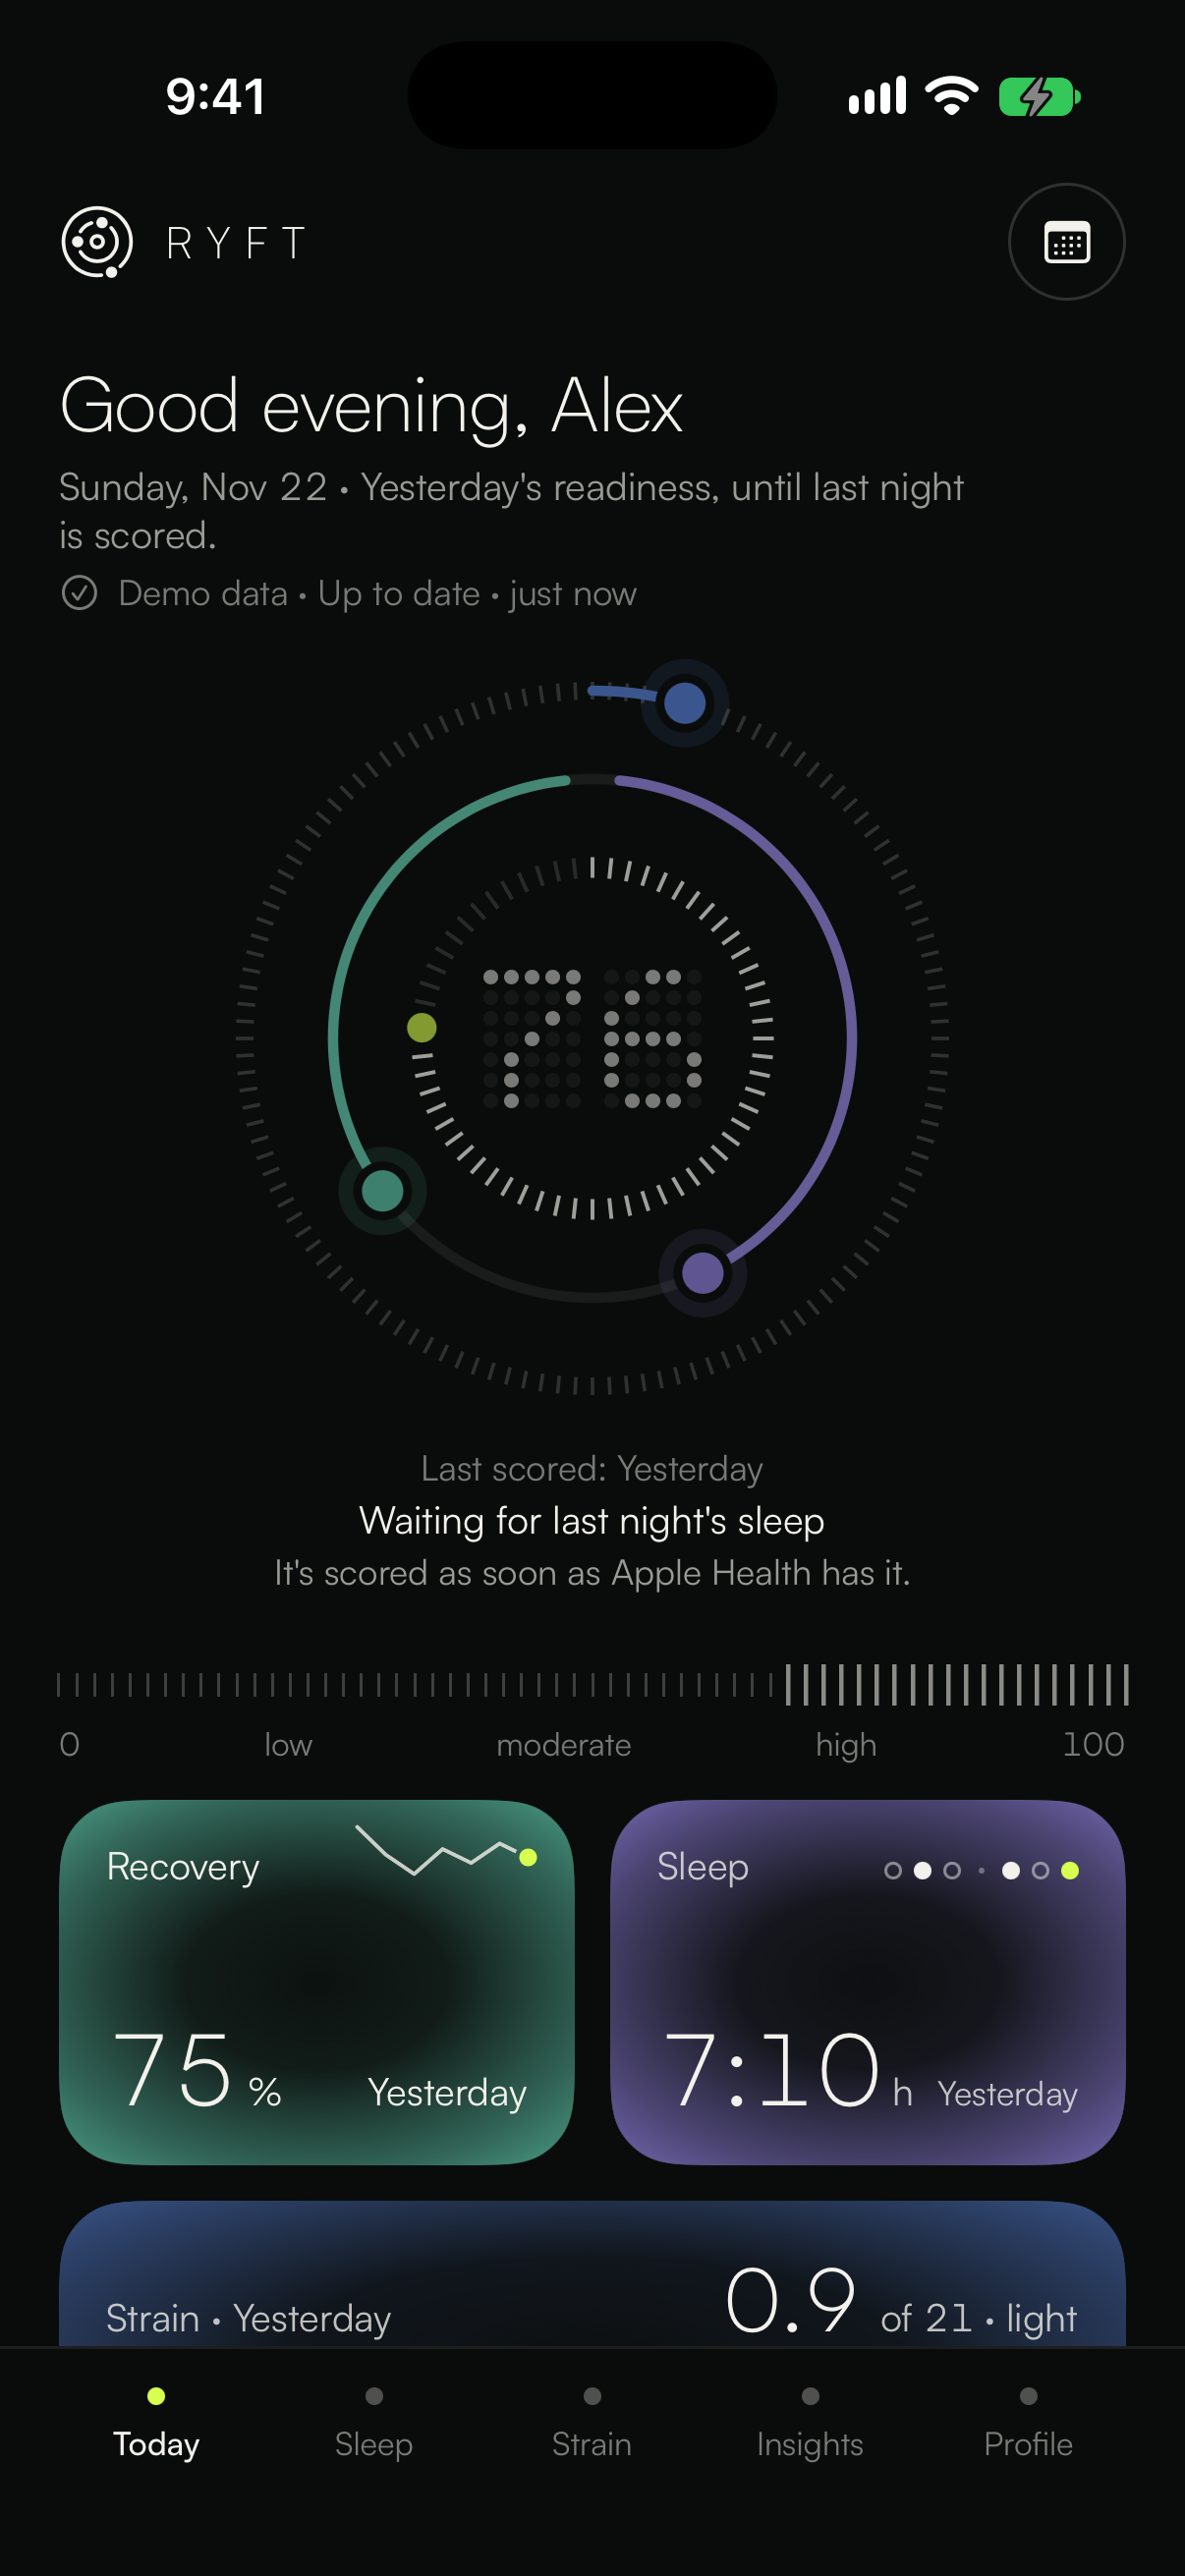 9:41
RYFT
Good evening, Alex
Sunday, Nov 22 · Yesterday's readiness, until last night
is scored.
Demo data · Up to date · just now
76
Last scored: Yesterday
Waiting for last night's sleep
It's scored as soon as Apple Health has it.
0 low moderate high 100
Recovery
75 % Yesterday
Sleep
7:10 h Yesterday
Strain · Yesterday 0.9 of 21 · light
Today Sleep Strain Insights Profile